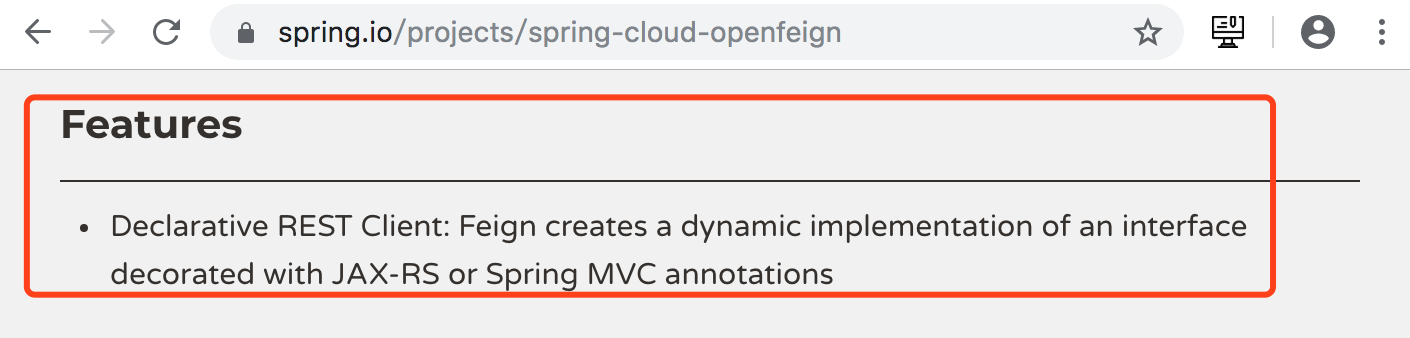 spring.io/projects/spring-cloud-openfeign
Features
Declarative REST Client: Feign creates a dynamic implementation of an interface
decorated with JAX-RS or Spring MVC annotations